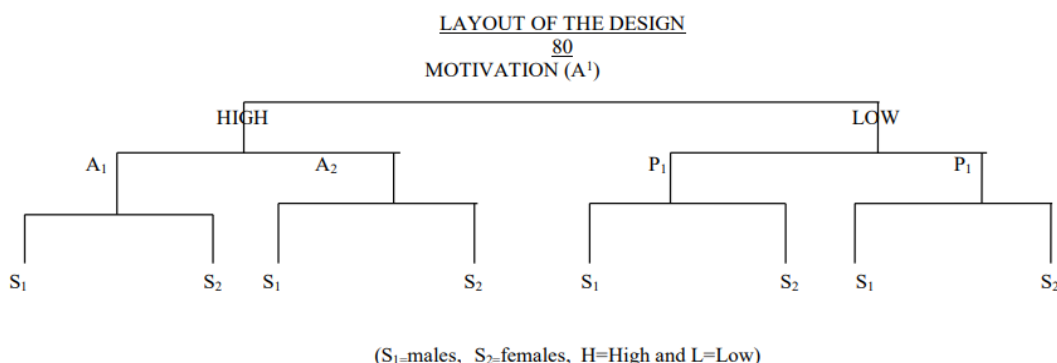 LAYOUT OF THE DESIGN
80
MOTIVATION (A¹)
HIGH LOW
A₁ A₂ P₁ P₁
S₁ S₂ S₁ S₂ S₁ S₂ S₁ S₂
(S₁₌males, S₂₌females, H=High and L=Low)